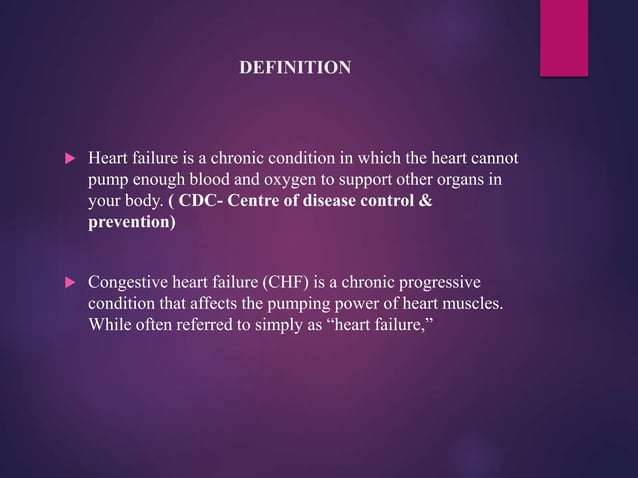 DEFINITION
Heart failure is a chronic condition in which the heart cannot
pump enough blood and oxygen to support other organs in
your body. ( CDC- Centre of disease control &
prevention)
Congestive heart failure (CHF) is a chronic progressive
condition that affects the pumping power of heart muscles.
While often referred to simply as “heart failure,”